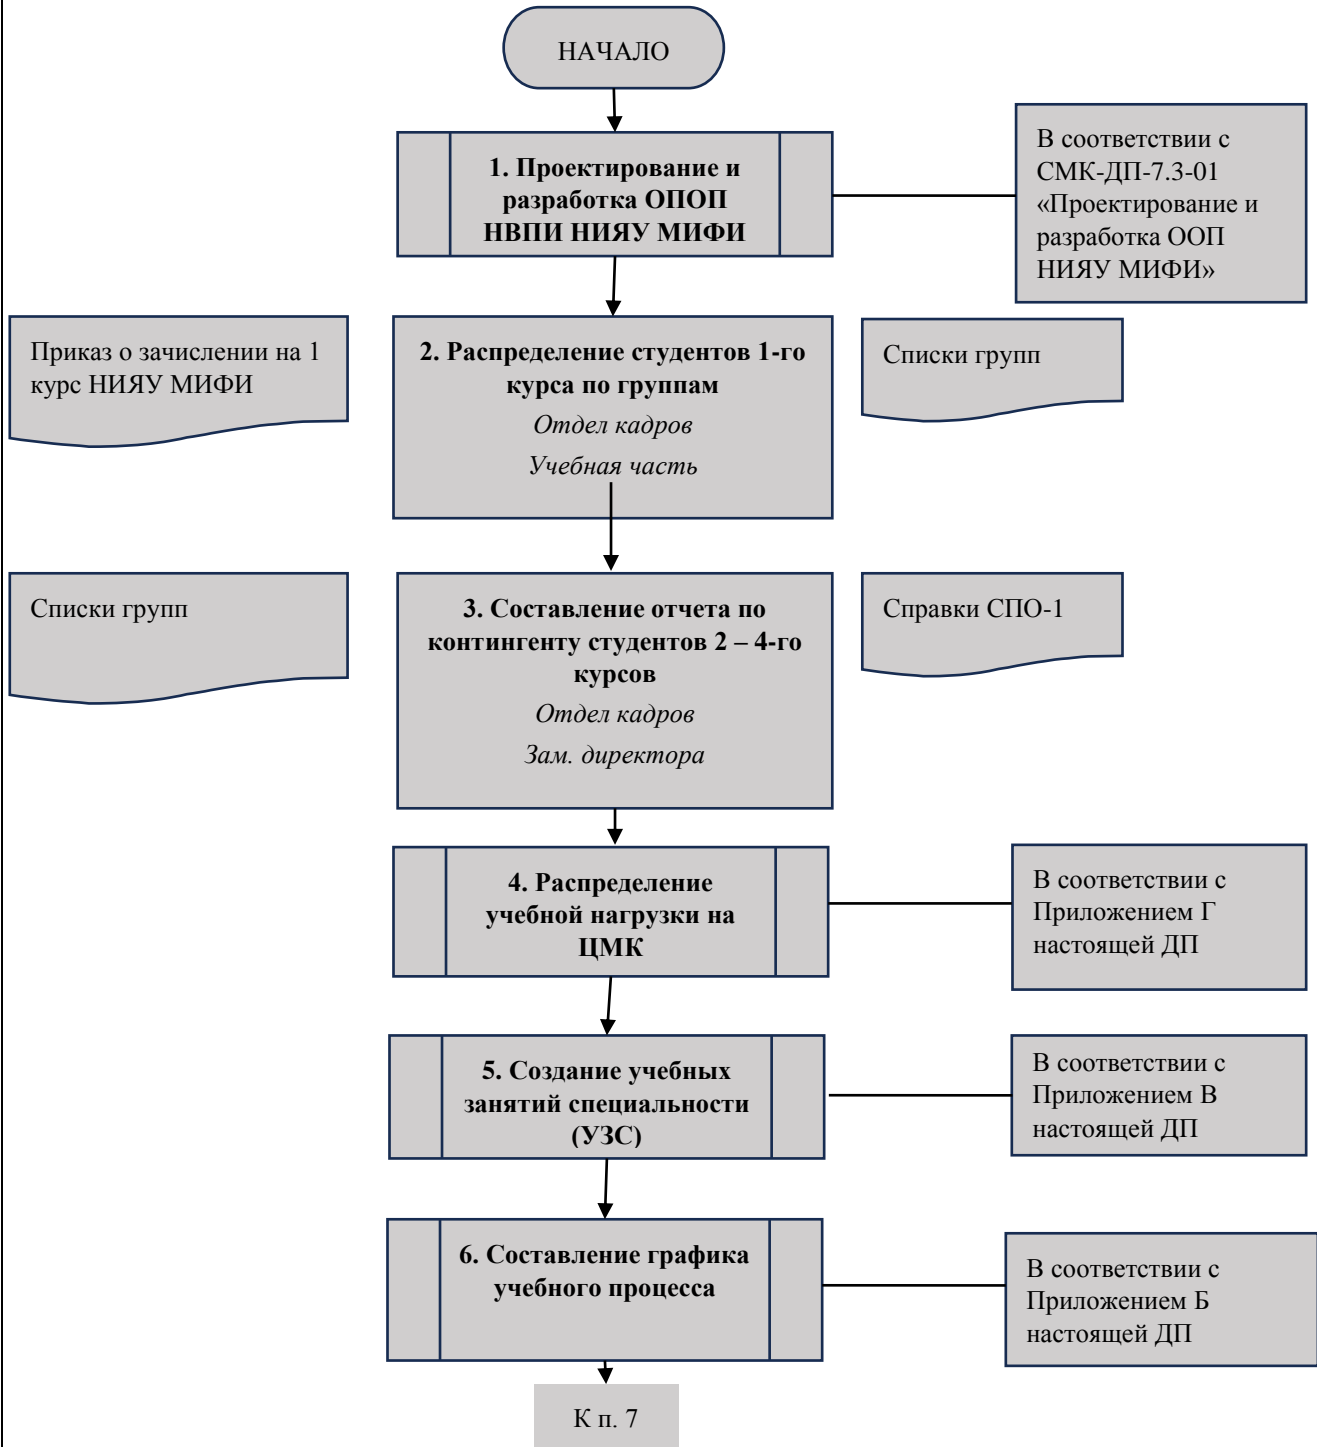 НАЧАЛО
1. Проектирование и
разработка ОПОП
НВПИ НИЯУ МИФИ
В соответствии с
СМК-ДП-7.3-01
«Проектирование и
разработка ООП
НИЯУ МИФИ»
Приказ о зачислении на 1
курс НИЯУ МИФИ
2. Распределение студентов 1-го
курса по группам
Отдел кадров
Учебная часть
Списки групп
Списки групп
3. Составление отчета по
контингенту студентов 2 – 4-го
курсов
Отдел кадров
Зам. директора
Справки СПО-1
4. Распределение
учебной нагрузки на
ЦМК
В соответствии с
Приложением Г
настоящей ДП
5. Создание учебных
занятий специальности
(УЗС)
В соответствии с
Приложением В
настоящей ДП
6. Составление графика
учебного процесса
В соответствии с
Приложением Б
настоящей ДП
К п. 7